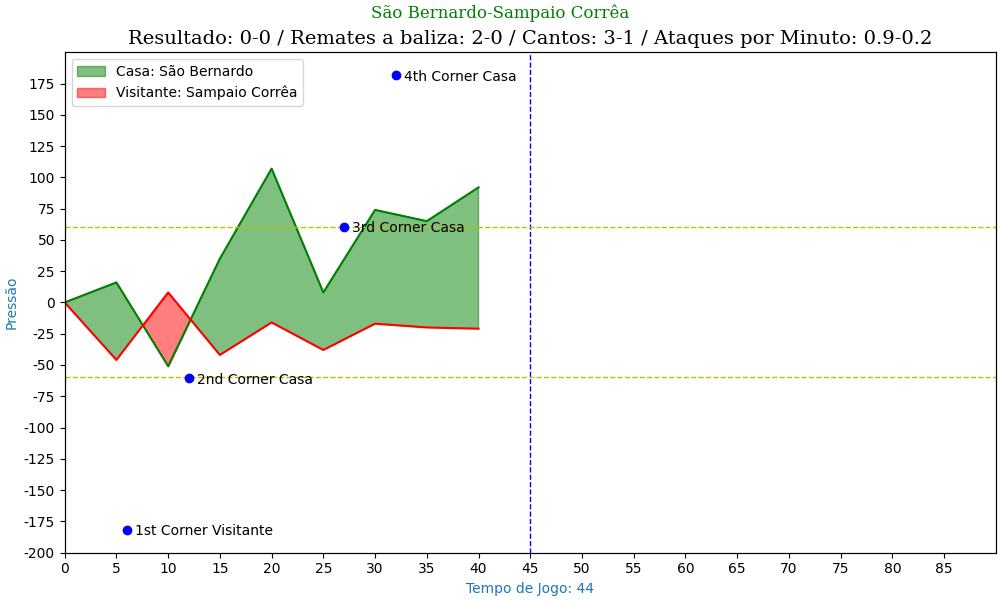 São Bernardo-Sampaio Corrêa
Resultado: 0-0 / Remates a baliza: 2-0 / Cantos: 3-1 / Ataques por Minuto: 0.9-0.2
Casa: São Bernardo
Visitante: Sampaio Corrêa
4th Corner Casa
3rd Corner Casa
2nd Corner Casa
1st Corner Visitante
Pressão
175
150
125
100
75
50
25
0
-25
-50
-75
-100
-125
-150
-175
-200
0 5 10 15 20 25 30 35 40 45 50 55 60 65 70 75 80 85
Tempo de Jogo: 44